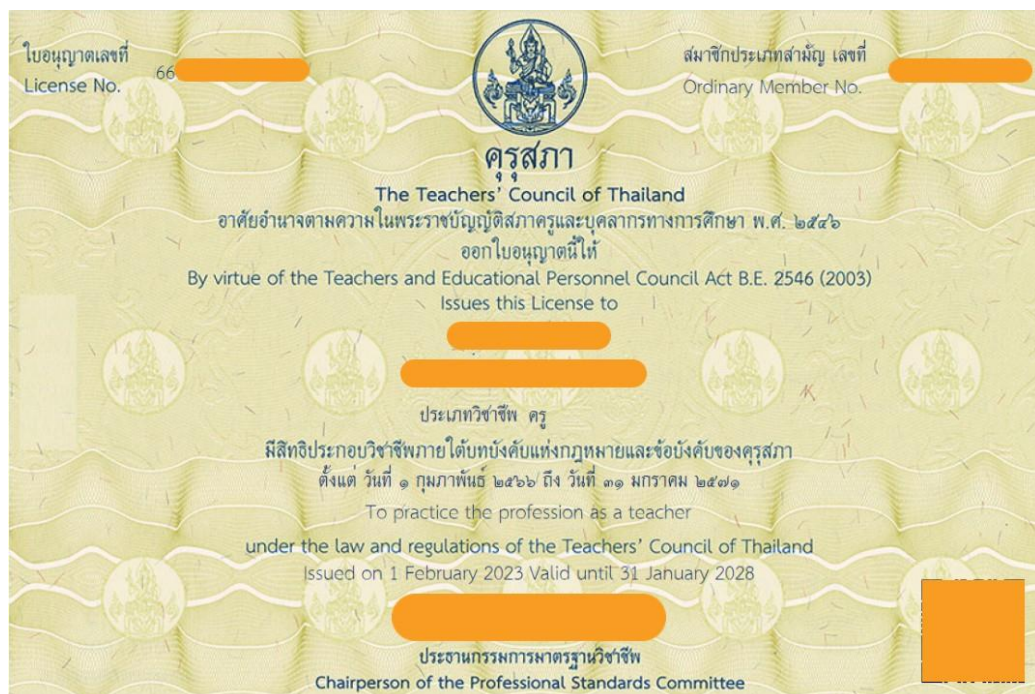 ใบอนุญาตเลขที่
License No. 66
สมาชิกประเภทสามัญ เลขที่
Ordinary Member No.
คุรุสภา
The Teachers' Council of Thailand
อาศัยอำนาจตามความในพระราชบัญญัติสภาครูและบุคลากรทางการศึกษา พ.ศ. ๒๕๔๖
ออกใบอนุญาตนี้ให้
By virtue of the Teachers and Educational Personnel Council Act B.E. 2546 (2003)
Issues this License to
ประเภทวิชาชีพ ครู
มีสิทธิประกอบวิชาชีพภายใต้บทบังคับแห่งกฎหมายและข้อบังคับของคุรุสภา
ตั้งแต่ วันที่ ๑ กุมภาพันธ์ ๒๕๖๖ ถึง วันที่ ๓๑ มกราคม ๒๕๗๑
To practice the profession as a teacher
under the law and regulations of the Teachers' Council of Thailand
Issued on 1 February 2023 Valid until 31 January 2028
ประธานกรรมการมาตรฐานวิชาชีพ
Chairperson of the Professional Standards Committee